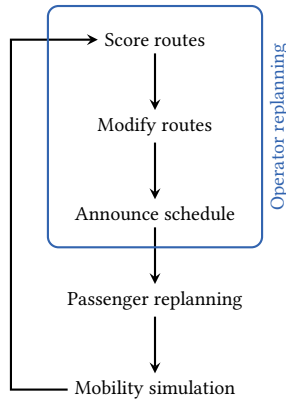 Score routes
Modify routes
Announce schedule
Operator replanning
Passenger replanning
Mobility simulation